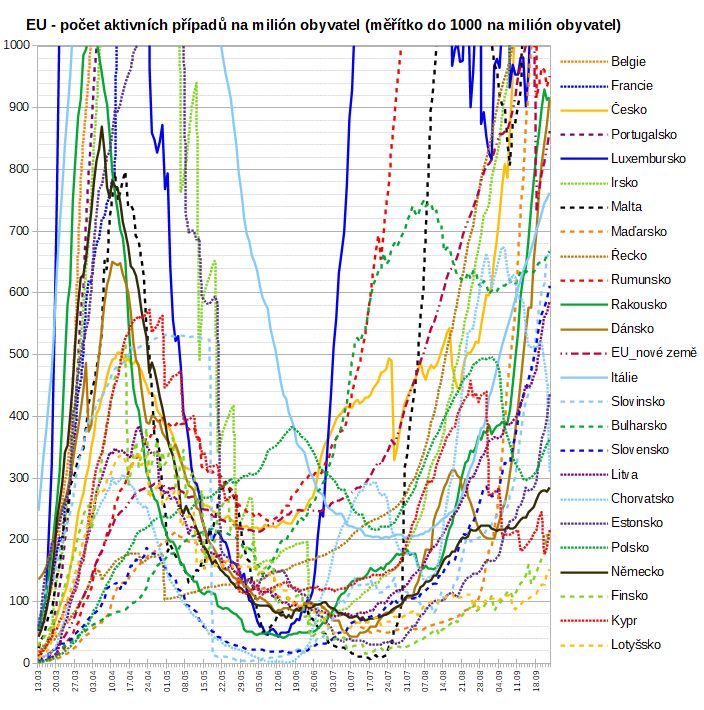 EU - počet aktivních případů na milión obyvatel (měřítko do 1000 na milión obyvatel)
1000
900
800
700
600
500
400
300
200
100
0
13.03
20.03
27.03
03.04
10.04
17.04
24.04
01.05
08.05
15.05
22.05
29.05
05.06
12.06
19.06
26.06
03.07
10.07
17.07
24.07
31.07
07.08
14.08
21.08
28.08
04.09
11.09
18.09
Belgie
Francie
Česko
Portugalsko
Luxembursko
Irsko
Malta
Maďarsko
Řecko
Rumunsko
Rakousko
Dánsko
EU_nové země
Itálie
Slovinsko
Bulharsko
Slovensko
Litva
Chorvatsko
Estonsko
Polsko
Německo
Finsko
Kypr
Lotyšsko